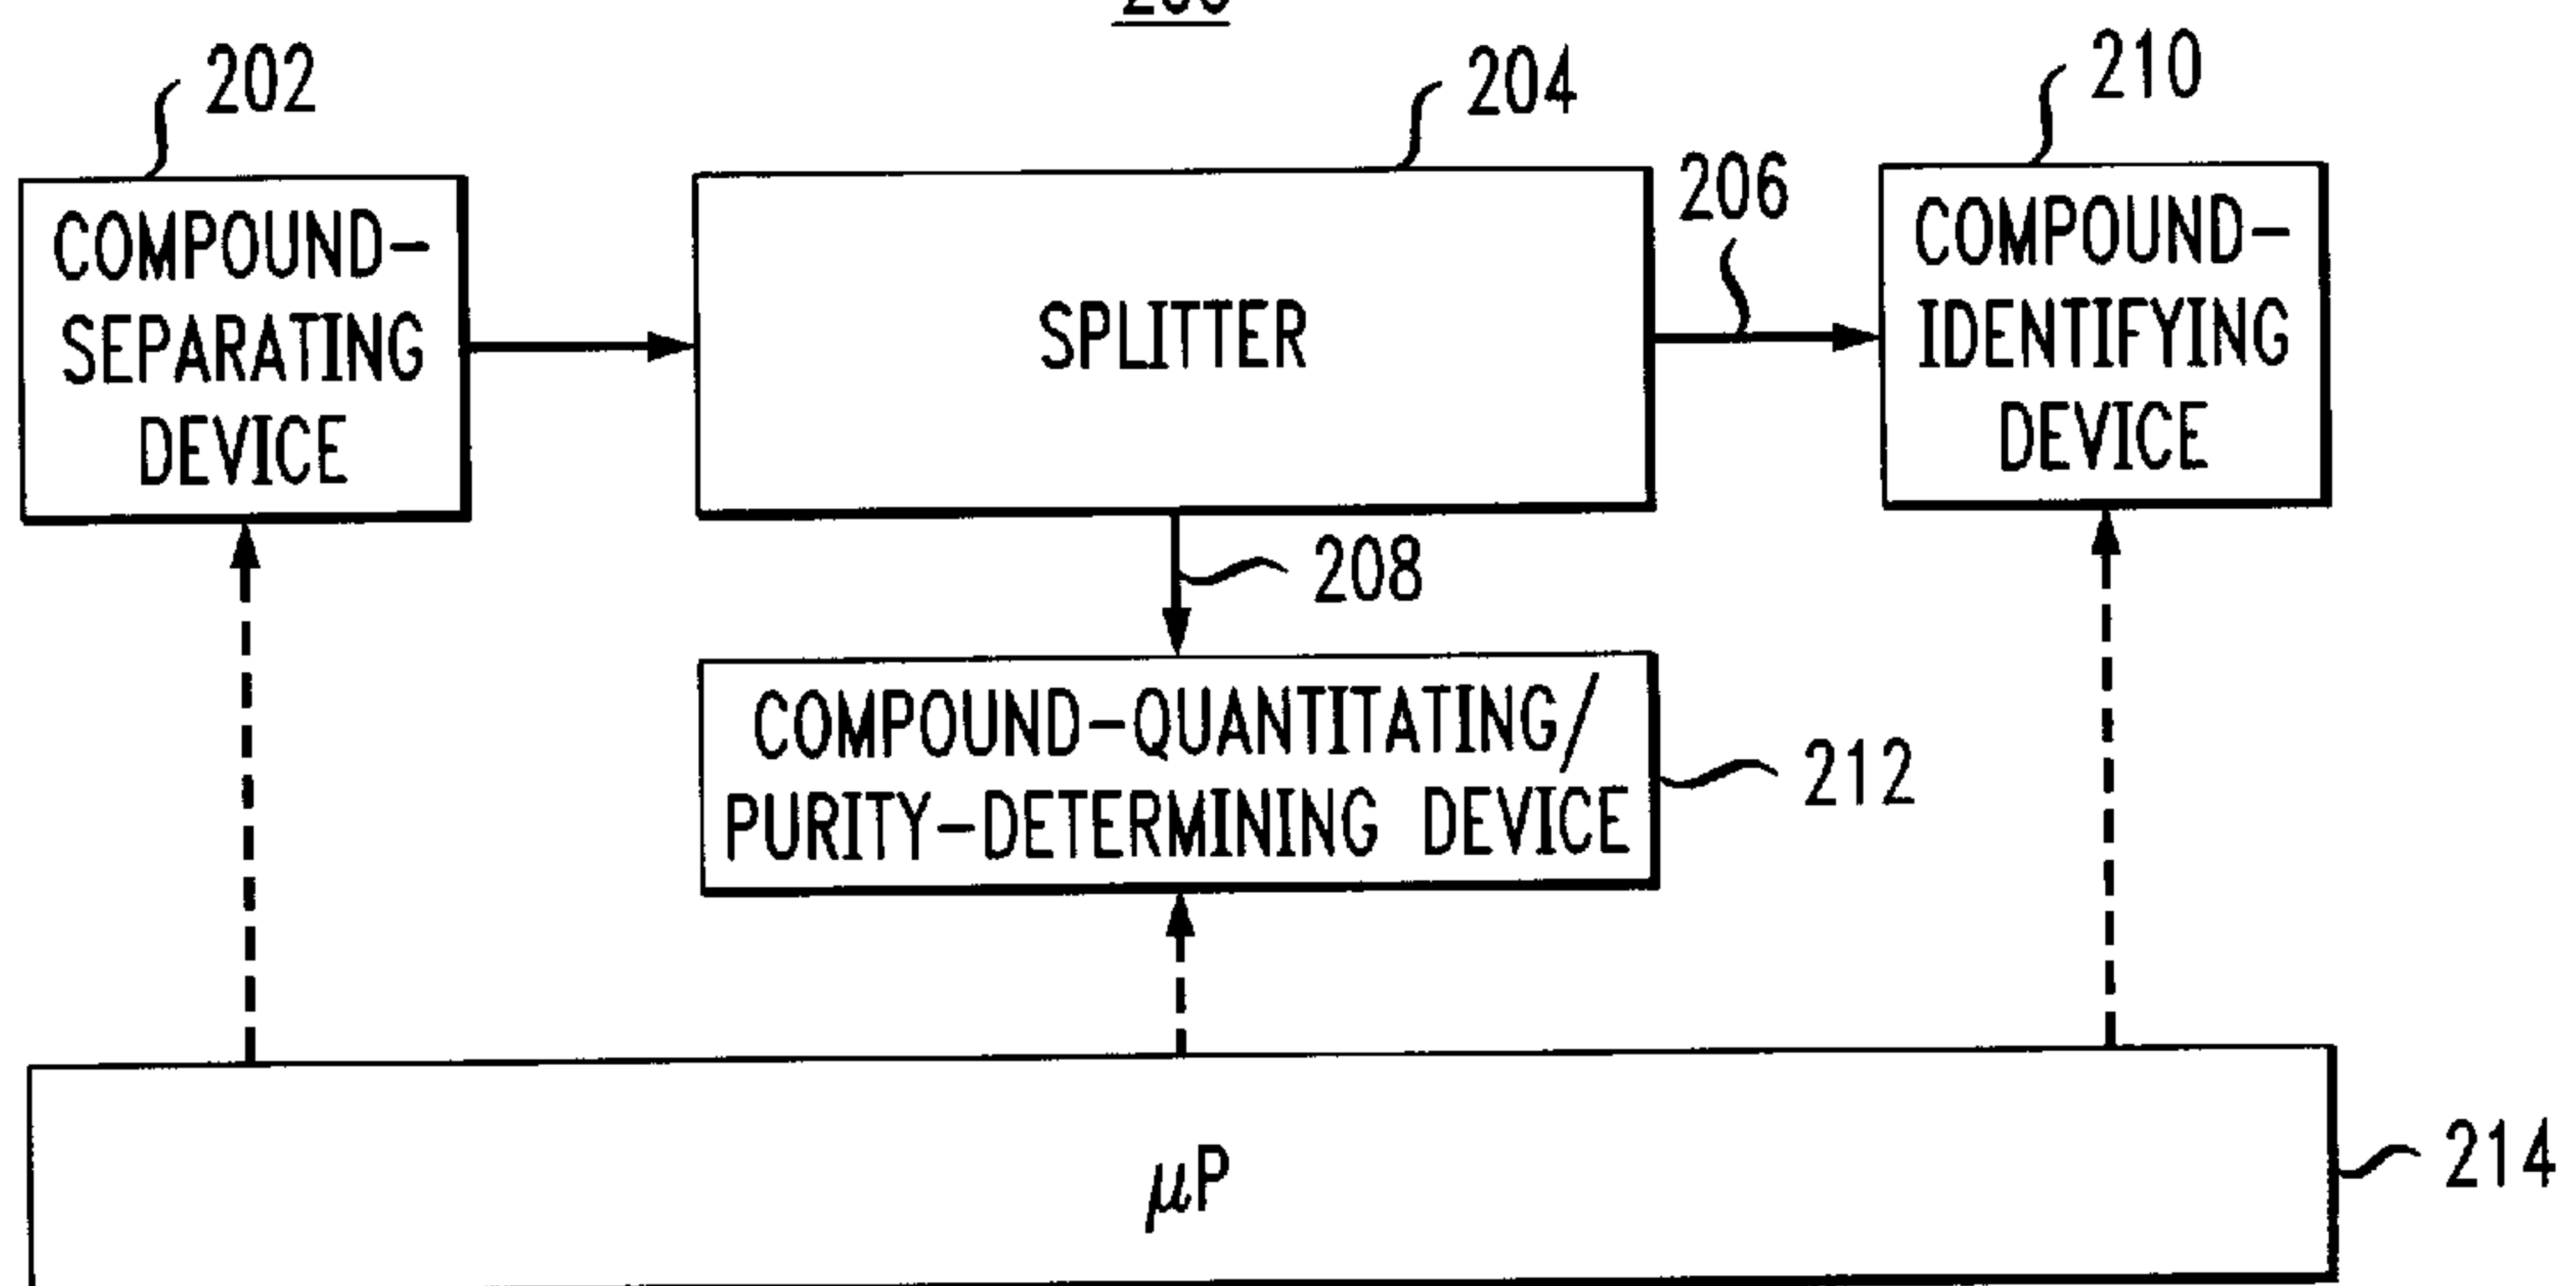 202
204
210
206
COMPOUND-
SEPARATING
DEVICE
SPLITTER
COMPOUND-
IDENTIFYING
DEVICE
208
COMPOUND-QUANTITATING/
PURITY-DETERMINING DEVICE
212
μP
214